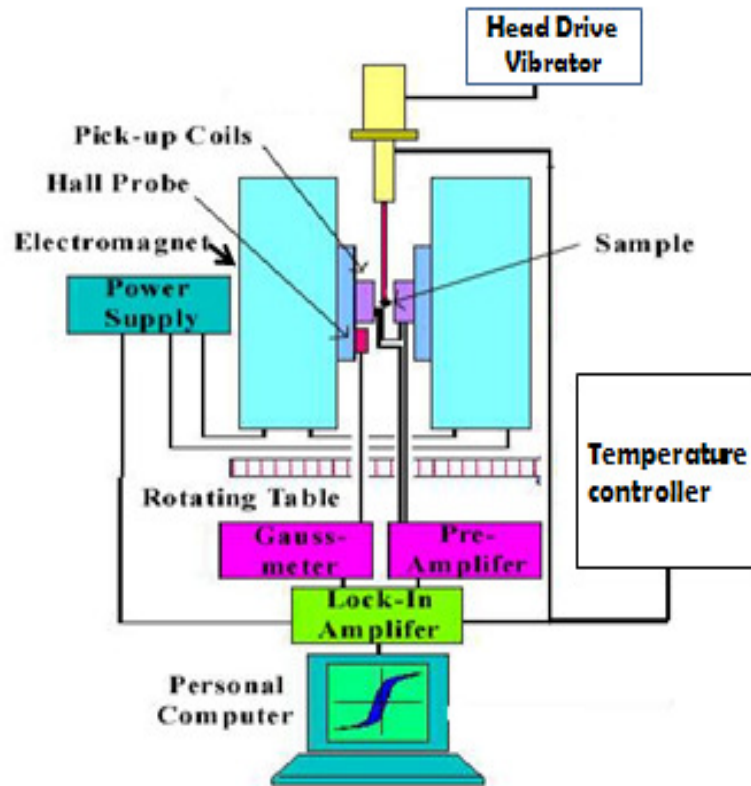 Head Drive
Vibrator
Pick-up Coils
Hall Probe
Electromagnet
Sample
Power
Supply
Temperature
controller
Rotating Table
Gauss-
meter
Pre-
Amplifer
Lock-In
Amplifer
Personal
Computer